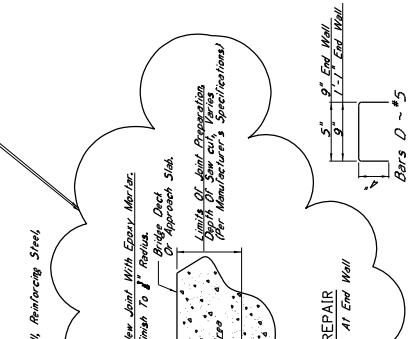 l, Reinforcing Steel,
New Joint With Epoxy Mortar.
Finish To Radius.
Bridge Deck
Or Approach Slab.
Limits Of Joint Preparation.
Depth Of Saw cut, Varies
(Per Manufacturer's Specifications)
REPAIR
At End Wall
5" 9" End Wall
9" 1'-1" End Wall
4"
Bars D ~ #5